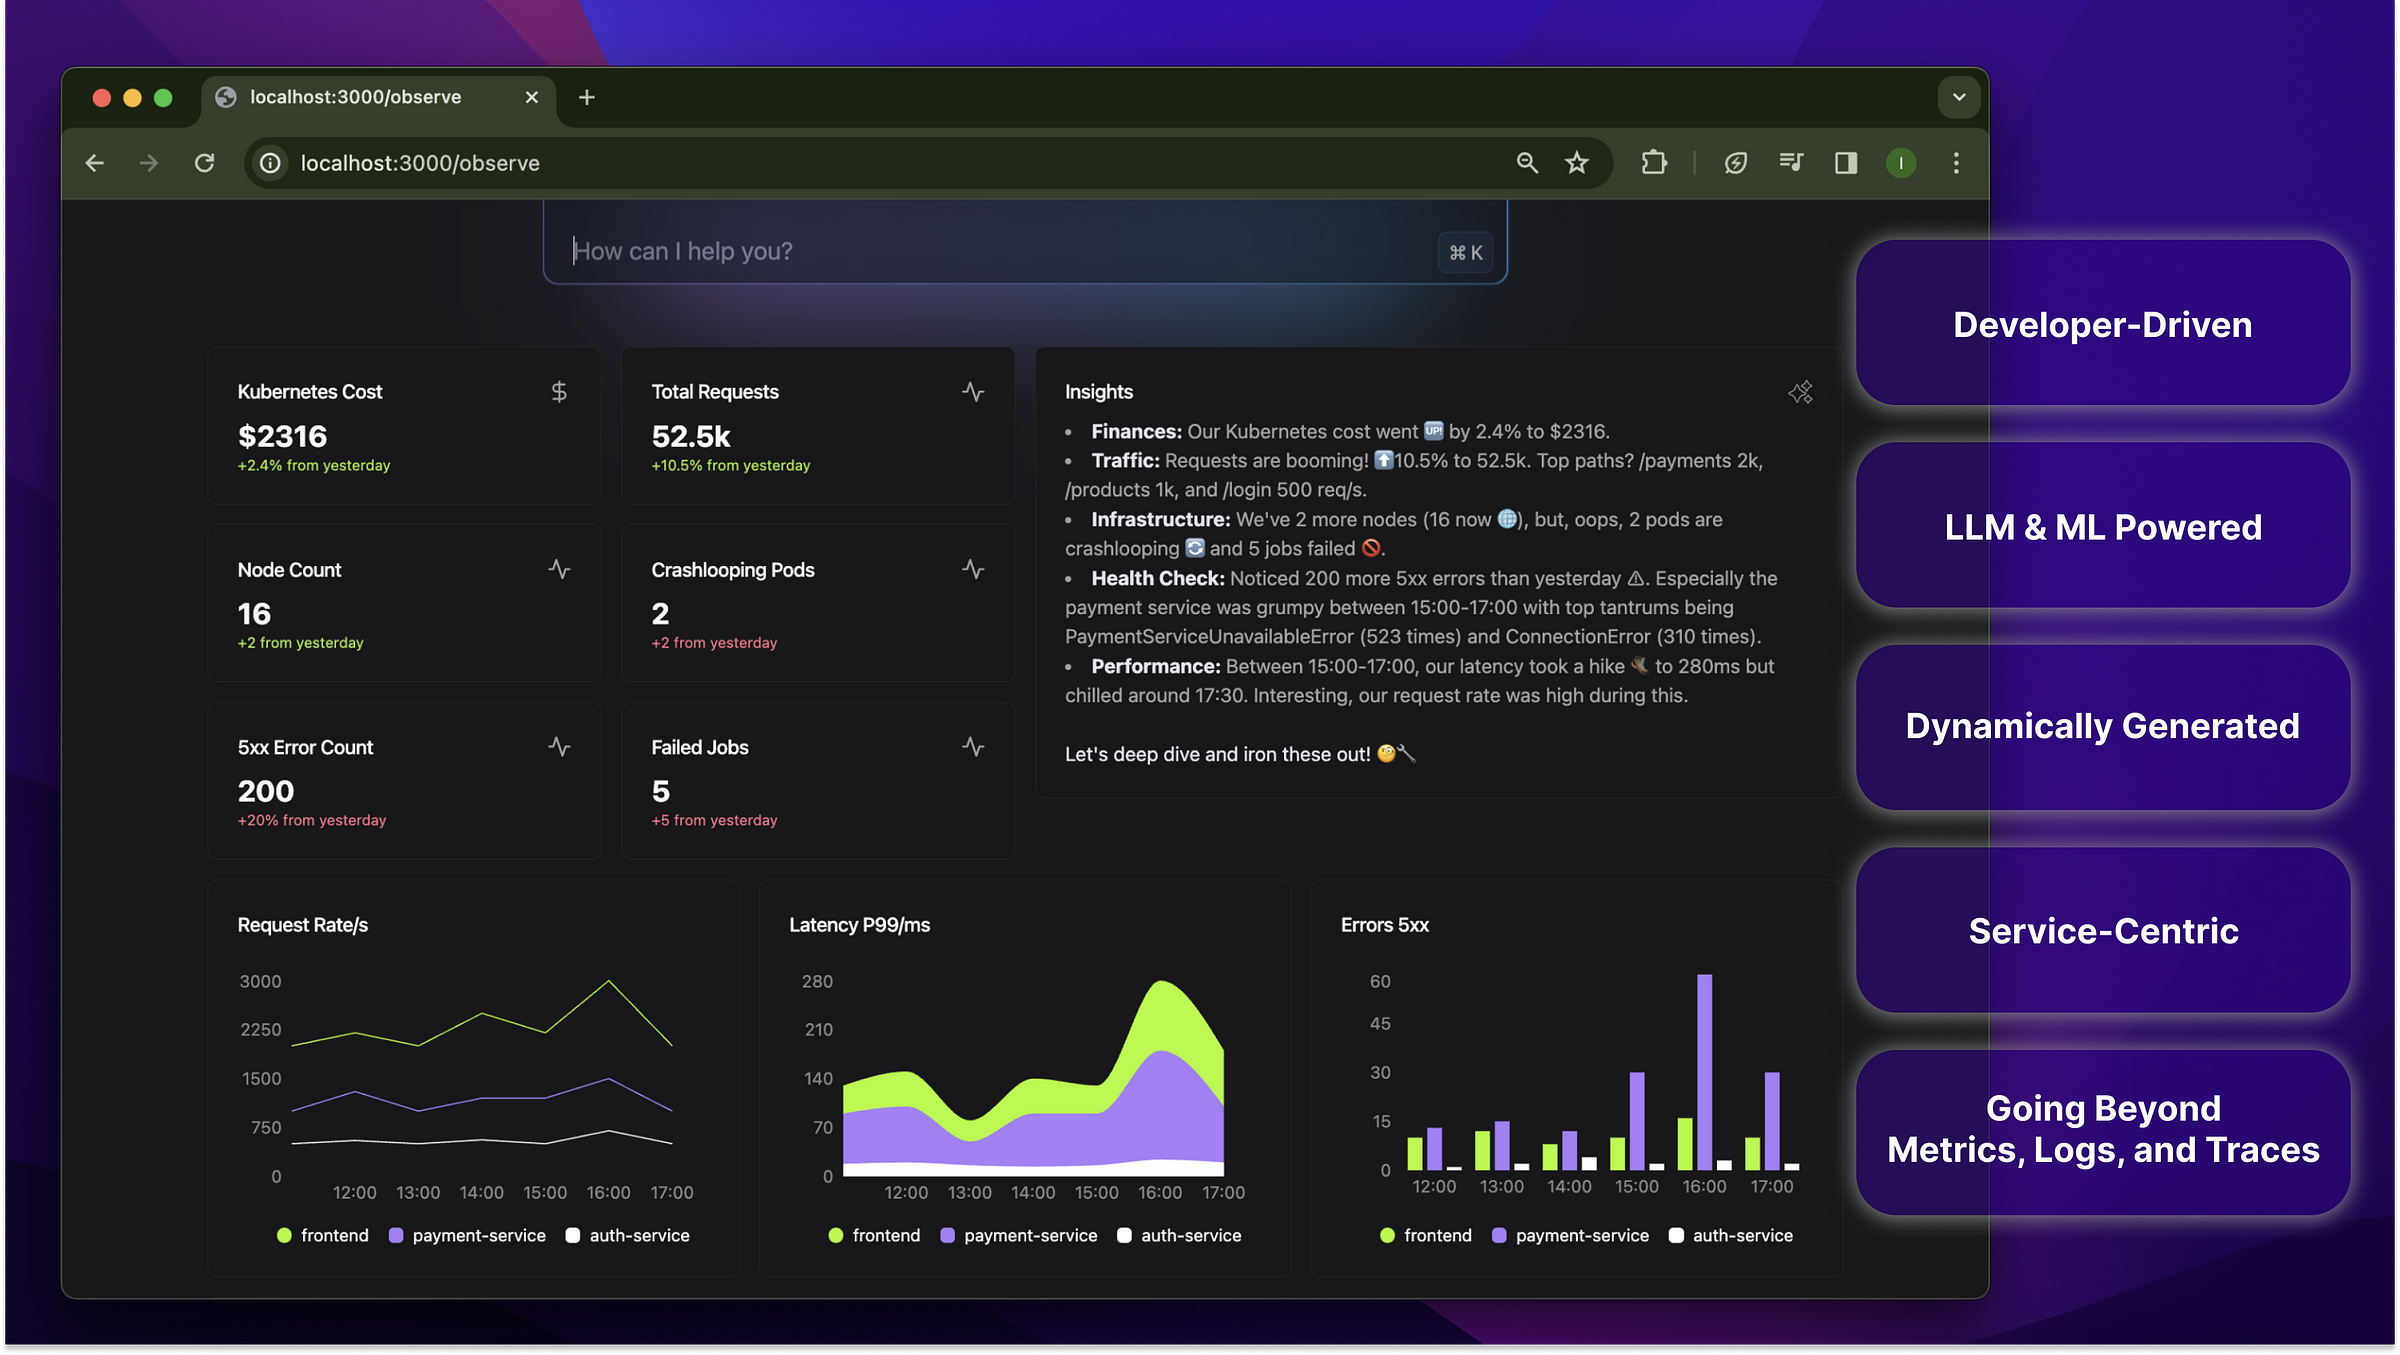 localhost:3000/observe
localhost:3000/observe
I
How can I help you?
⌘ K
Kubernetes Cost
$
$2316
+2.4% from yesterday
Total Requests
52.5k
+10.5% from yesterday
Node Count
16
+2 from yesterday
Crashlooping Pods
2
+2 from yesterday
5xx Error Count
200
+20% from yesterday
Failed Jobs
5
+5 from yesterday
Insights
• Finances: Our Kubernetes cost went 🆙 by 2.4% to $2316.
• Traffic: Requests are booming! ⬆️10.5% to 52.5k. Top paths? /payments 2k,
/products 1k, and /login 500 req/s.
• Infrastructure: We've 2 more nodes (16 now 🌐), but, oops, 2 pods are
crashlooping 🔄 and 5 jobs failed 🚫.
• Health Check: Noticed 200 more 5xx errors than yesterday ⚠. Especially the
payment service was grumpy between 15:00-17:00 with top tantrums being
PaymentServiceUnavailableError (523 times) and ConnectionError (310 times).
• Performance: Between 15:00-17:00, our latency took a hike 🥾 to 280ms but
chilled around 17:30. Interesting, our request rate was high during this.
Let's deep dive and iron these out! 🧐🔧
Request Rate/s
3000
2250
1500
750
0
12:00 13:00 14:00 15:00 16:00 17:00
frontend payment-service auth-service
Latency P99/ms
280
210
140
70
0
12:00 13:00 14:00 15:00 16:00 17:00
frontend payment-service auth-service
Errors 5xx
60
45
30
15
0
12:00 13:00 14:00 15:00 16:00 17:00
frontend payment-service auth-service
Developer-Driven
LLM & ML Powered
Dynamically Generated
Service-Centric
Going Beyond
Metrics, Logs, and Traces